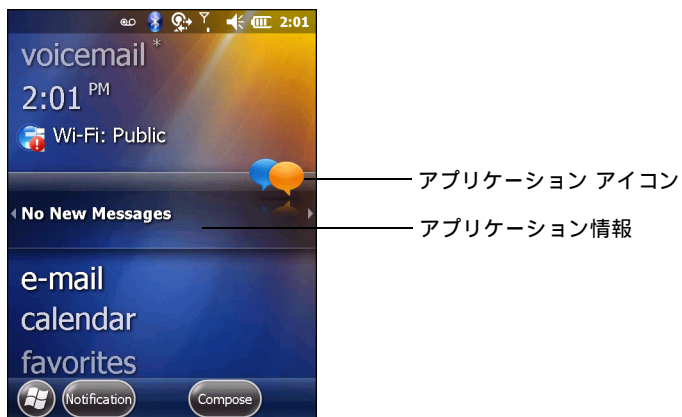 2:01
voicemail *
2:01 PM
Wi-Fi: Public
アプリケーション アイコン
No New Messages
アプリケーション情報
e-mail
calendar
favorites
Notification
Compose